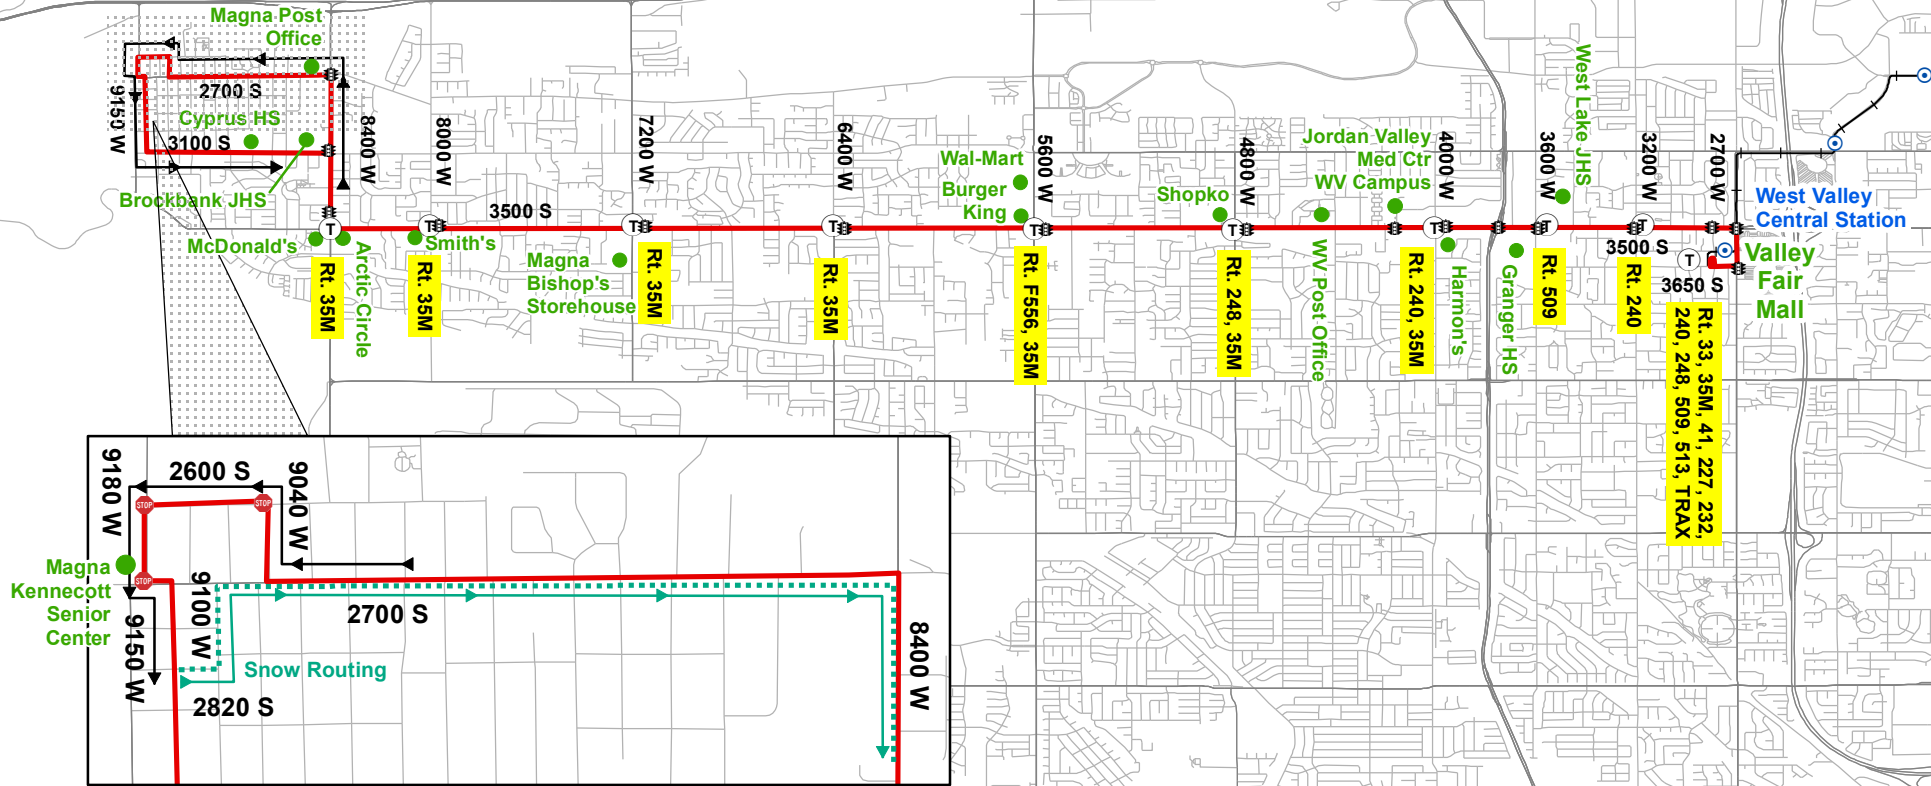 Magna Post
Office
2700 S
9150 W
Cyprus HS
3100 S
Brockbank JHS
8400 W
8000 W
7200 W
6400 W
5600 W
4800 W
4000 W
3600 W
3200 W
2700 W
West Lake JHS
Jordan Valley
Med Ctr
WV Campus
Wal-Mart
Burger
King
Shopko
3500 S
West Valley
Central Station
McDonald's
Arctic Circle
Smith's
Magna
Bishop's
Storehouse
WV Post Office
Harmon's
Granger HS
3500 S
3650 S
Valley
Fair
Mall
T
T
T
T
T
T
T
T
T
T
Rt. 35M
Rt. 35M
Rt. 35M
Rt. 35M
Rt. F556, 35M
Rt. 248, 35M
Rt. 240, 35M
Rt. 509
Rt. 240
Rt. 33, 35M, 41, 227, 232,
240, 248, 509, 513, TRAX
9180 W
2600 S
9040 W
STOP
STOP
STOP
Magna
Kennecott
Senior
Center
9150 W
9100 W
2700 S
Snow Routing
2820 S
8400 W